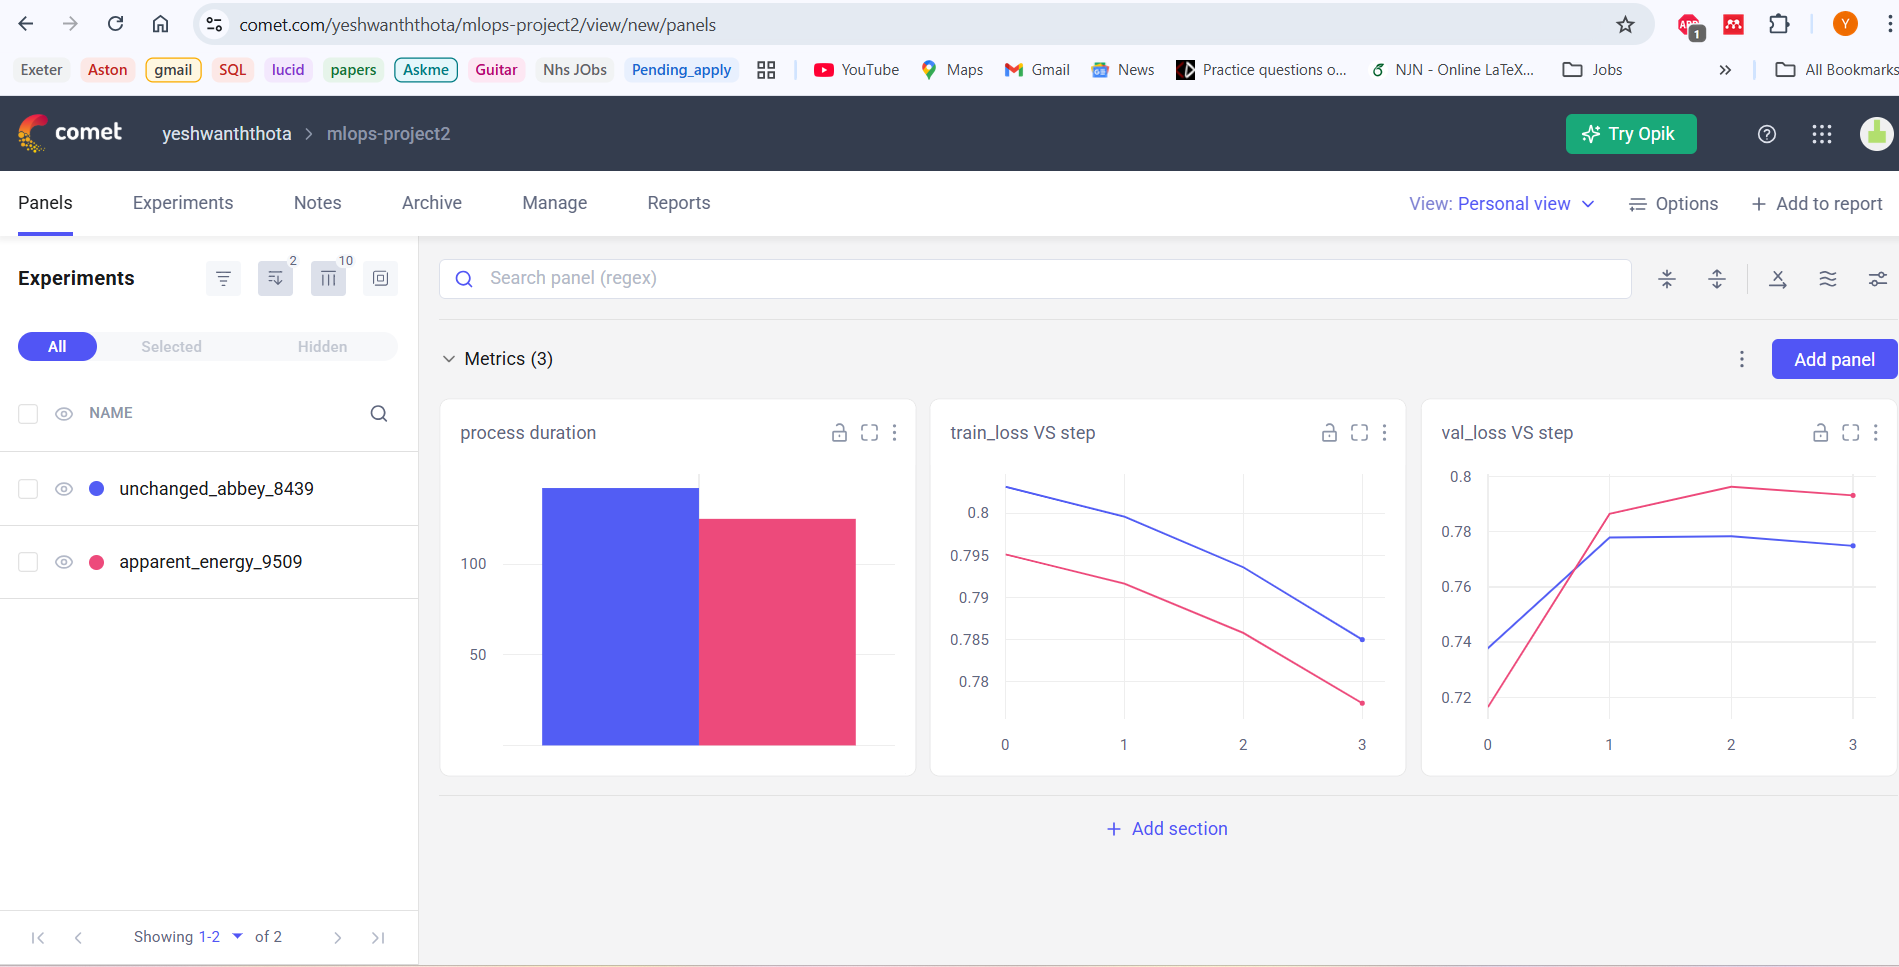 comet.com/yeshwanththota/mlops-project2/view/new/panels
1
Y
Exeter Aston gmail SQL lucid papers Askme Guitar Nhs JObs Pending_apply YouTube Maps Gmail News Practice questions o... NJN - Online LaTeX... Jobs » All Bookmarks
comet yeshwanththota > mlops-project2 Try Opik
Panels Experiments Notes Archive Manage Reports View: Personal view Options + Add to report
Experiments 2 10
Search panel (regex)
All Selected Hidden
Metrics (3) Add panel
NAME
unchanged_abbey_8439
apparent_energy_9509
process duration
100
50
train_loss VS step
0.8
0.795
0.79
0.785
0.78
0 1 2 3
val_loss VS step
0.8
0.78
0.76
0.74
0.72
0 1 2 3
+ Add section
Showing 1-2 of 2